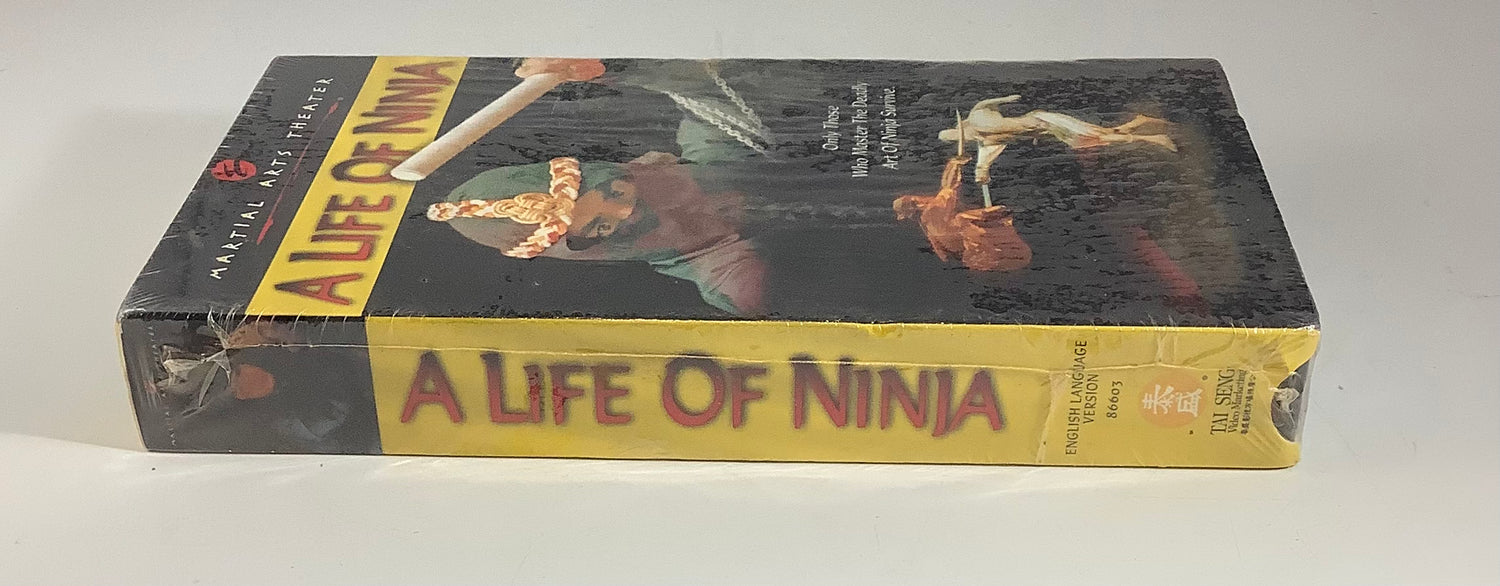 MARTIAL ARTS THEATER
A LIFE OF NINJA
Only Those
Who Master The Deadly
Art Of Ninja Survive.
A LIFE OF NINJA
ENGLISH LANGUAGE
VERSION
86603
泰盛
TAI SENG
Video Marketing